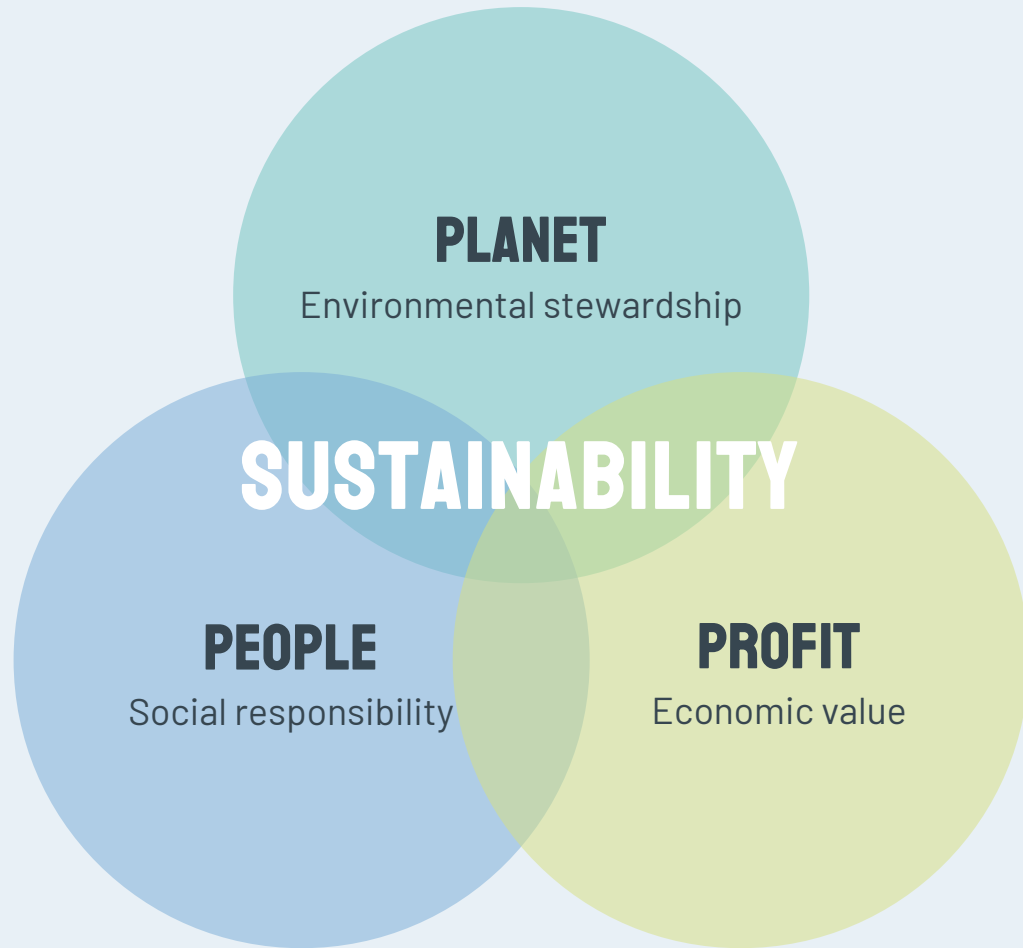 PLANET
Environmental stewardship
SUSTAINABILITY
PEOPLE
Social responsibility
PROFIT
Economic value